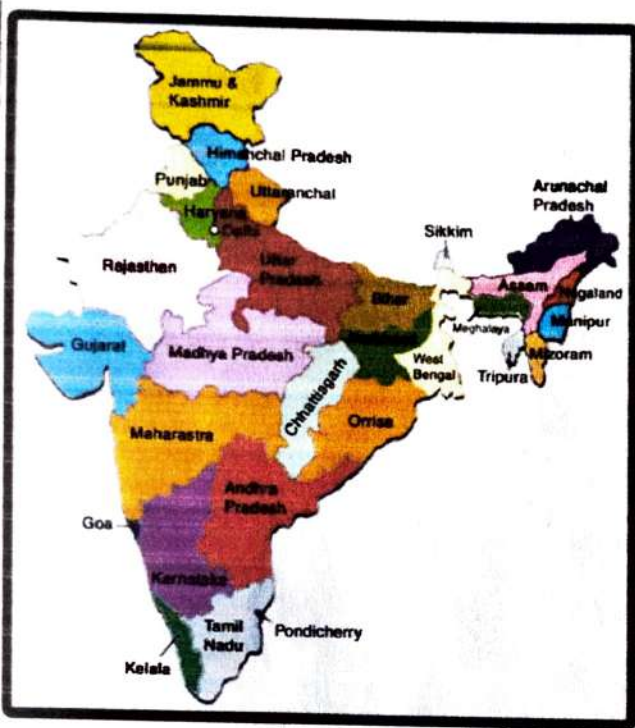 Jammu &
Kashmir
Himanchal Pradesh
Punjab
Uttaranchal
Haryana
Delhi
Arunachal
Pradesh
Sikkim
Rajasthan
Uttar
Pradesh
Bihar
Assam
Nagaland
Meghalaya
Manipur
Gujarat
Madhya Pradesh
West
Bengal
Mizoram
Tripura
Chhattisgarh
Orrisa
Maharastra
Andhra
Pradesh
Goa
Karnataka
Tamil
Nadu
Pondicherry
Kelala